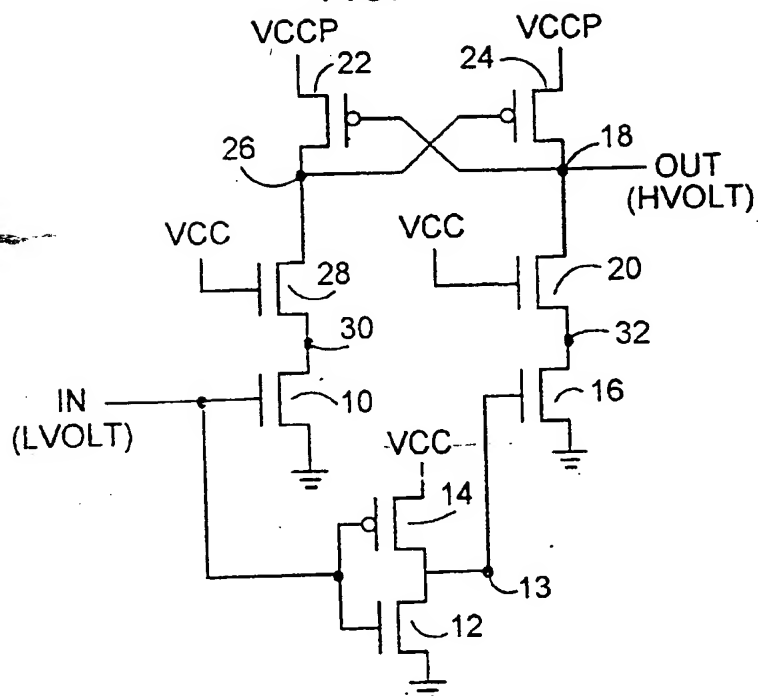 VCCP
VCCP
22
24
26
18
OUT
(HVOLT)
VCC
VCC
28
20
30
32
IN
(LVOLT)
10
16
VCC
14
13
12